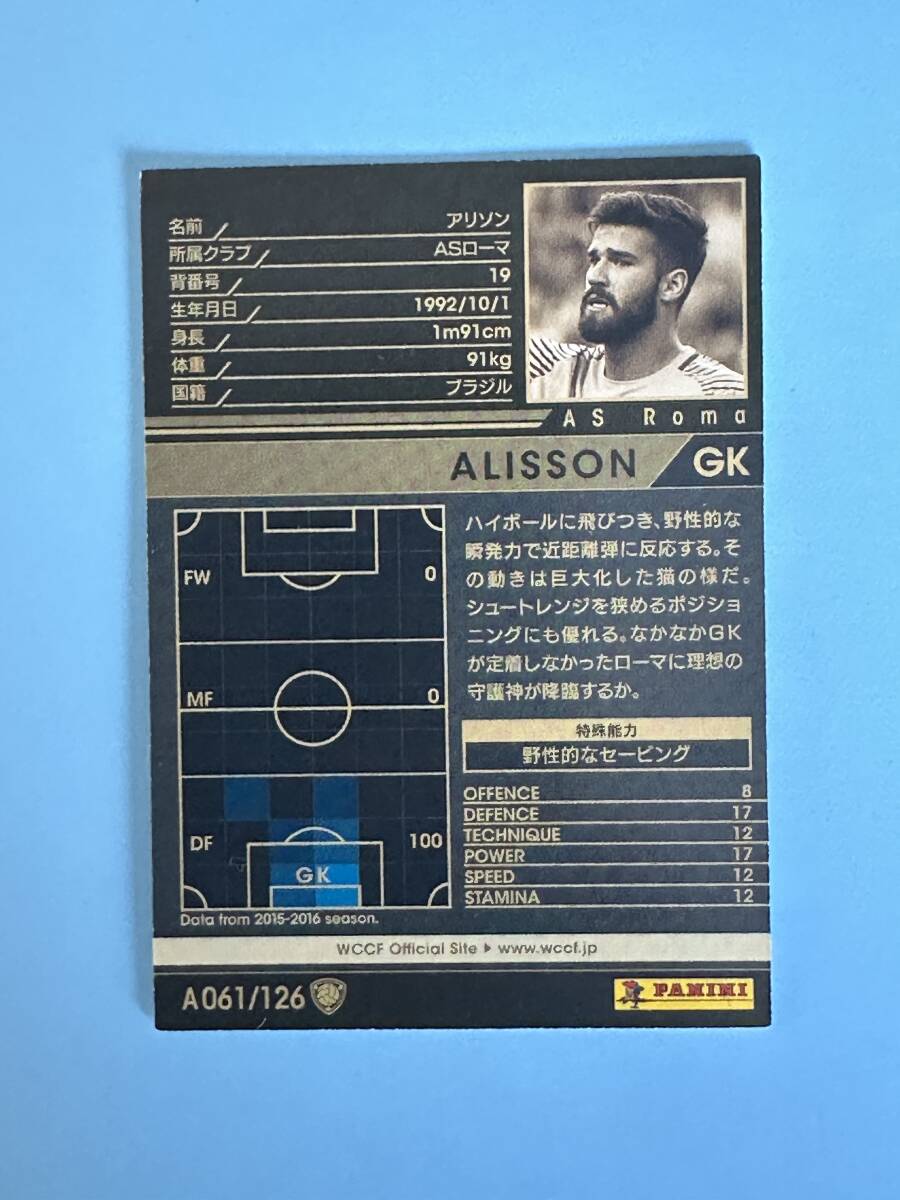 名前 アリソン
所属クラブ ASローマ
背番号 19
生年月日 1992/10/1
身長 1m91cm
体重 91kg
国籍 ブラジル
AS Roma
ALISSON GK
FW 0
MF 0
DF 100
GK
Data from 2015-2016 season.
ハイボールに飛びつき、野性的な
瞬発力で近距離弾に反応する。そ
の動きは巨大化した猫の様だ。
シュートレンジを狭めるポジショ
ニングにも優れる。なかなかGK
が定着しなかったローマに理想の
守護神が降臨するか。
特殊能力
野性的なセービング
OFFENCE 8
DEFENCE 17
TECHNIQUE 12
POWER 17
SPEED 12
STAMINA 12
WCCF Official Site ▶ www.wccf.jp
A061/126
PANINI